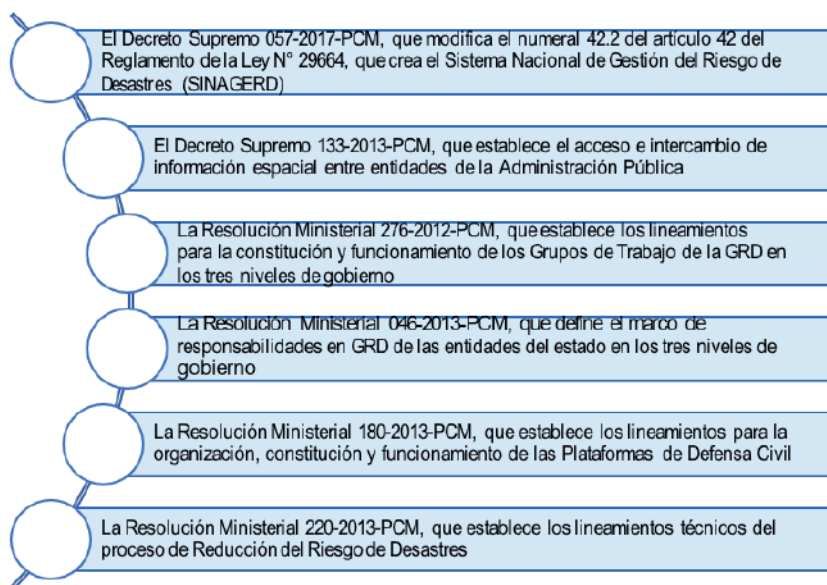 El Decreto Supremo 057-2017-PCM, que modifica el numeral 42.2 del artículo 42 del
Reglamento de la Ley N° 29664, que crea el Sistema Nacional de Gestión del Riesgo de
Desastres (SINAGERD)
El Decreto Supremo 133-2013-PCM, que establece el acceso e intercambio de
información espacial entre entidades de la Administración Pública
La Resolución Ministerial 276-2012-PCM, que establece los lineamientos
para la constitución y funcionamiento de los Grupos de Trabajo de la GRD en
los tres niveles de gobierno
La Resolución Ministerial 046-2013-PCM, que define el marco de
responsabilidades en GRD de las entidades del estado en los tres niveles de
gobierno
La Resolución Ministerial 180-2013-PCM, que establece los lineamientos para la
organización, constitución y funcionamiento de las Plataformas de Defensa Civil
La Resolución Ministerial 220-2013-PCM, que establece los lineamientos técnicos del
proceso de Reducción del Riesgo de Desastres